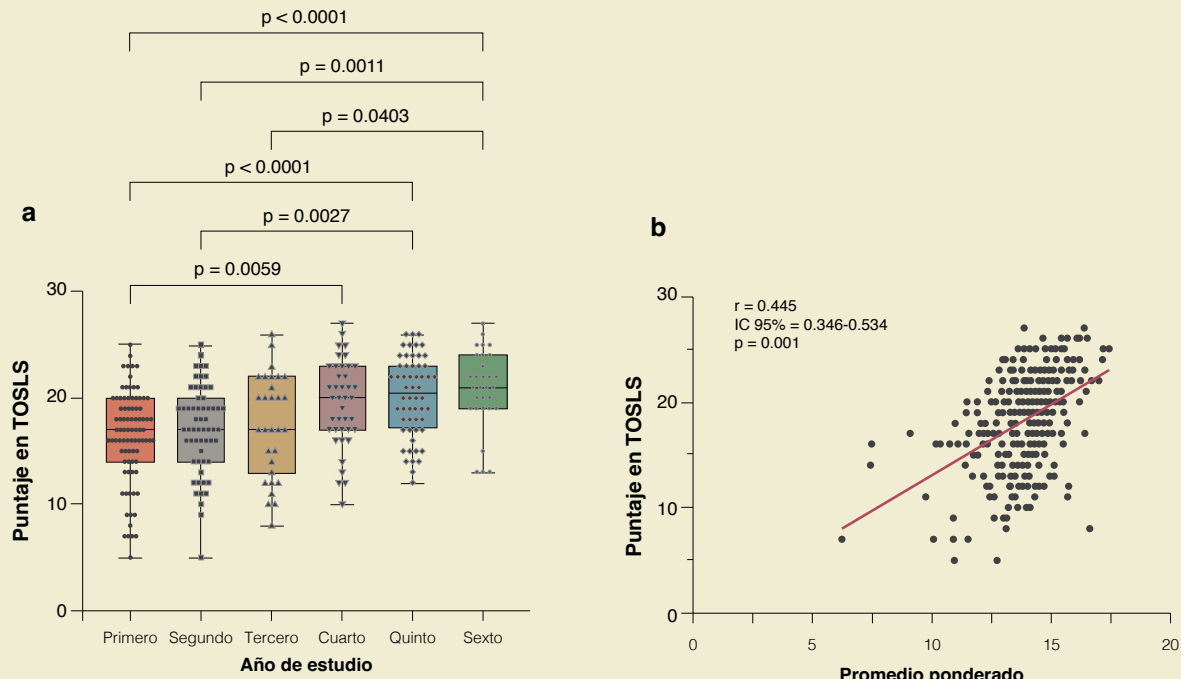 p < 0.0001
p = 0.0011
p = 0.0403
p < 0.0001
a
p = 0.0027
p = 0.0059
30
20
10
0
Puntaje en TOSLS
Primero Segundo Tercero Cuarto Quinto Sexto
Año de estudio
b
30
20
10
0
Puntaje en TOSLS
r = 0.445
IC 95% = 0.346-0.534
p = 0.001
0 5 10 15 20
Promedio ponderado